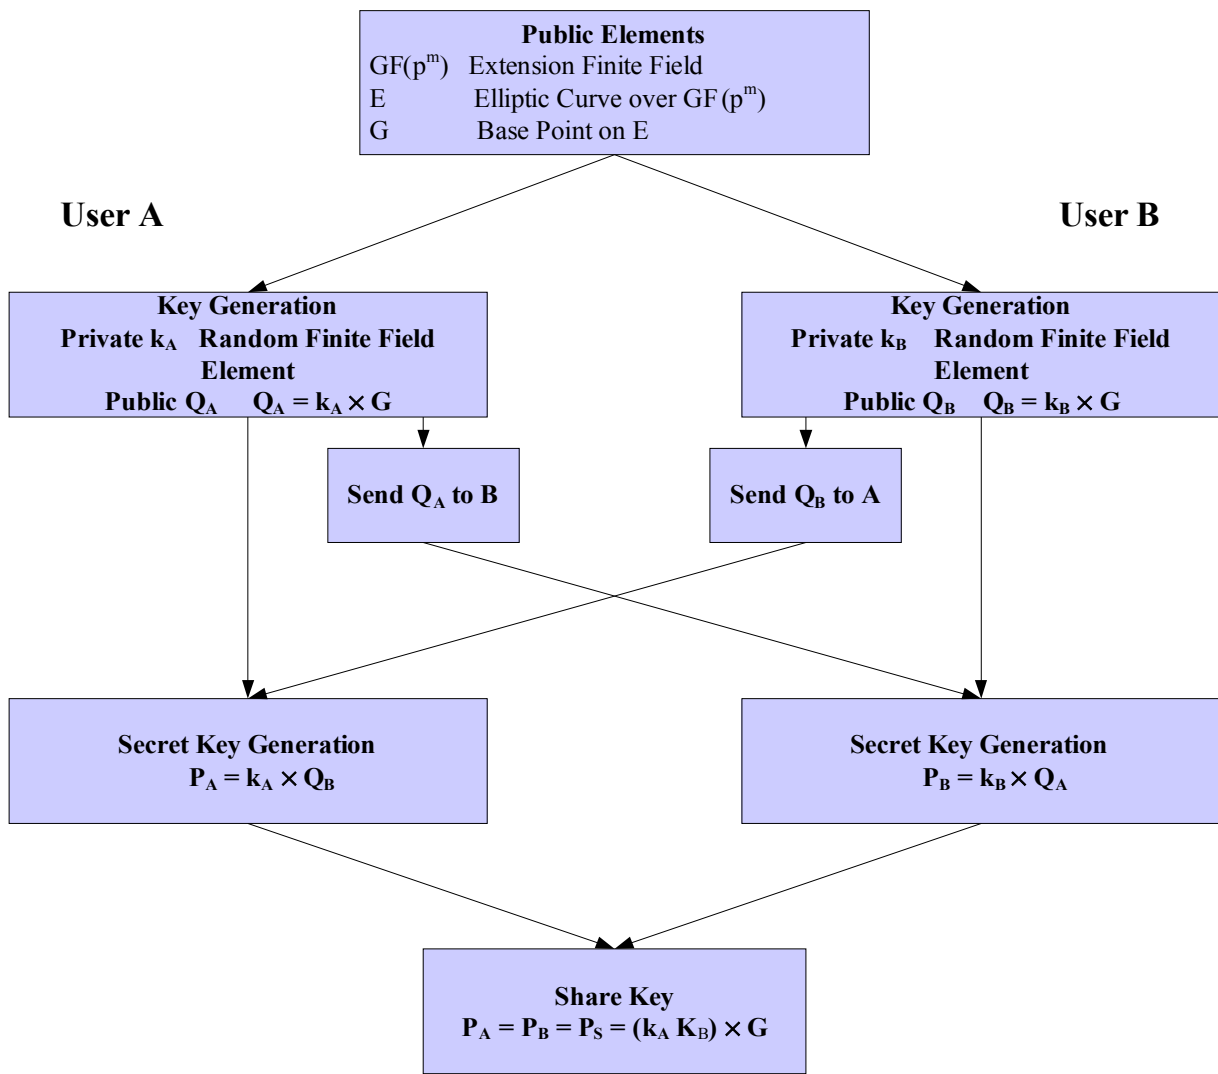 Public Elements
GF(p^m) Extension Finite Field
E Elliptic Curve over GF(p^m)
G Base Point on E
User A
User B
Key Generation
Private k_A Random Finite Field
Element
Public Q_A Q_A = k_A × G
Key Generation
Private k_B Random Finite Field
Element
Public Q_B Q_B = k_B × G
Send Q_A to B
Send Q_B to A
Secret Key Generation
P_A = k_A × Q_B
Secret Key Generation
P_B = k_B × Q_A
Share Key
P_A = P_B = P_S = (k_A K_B) × G